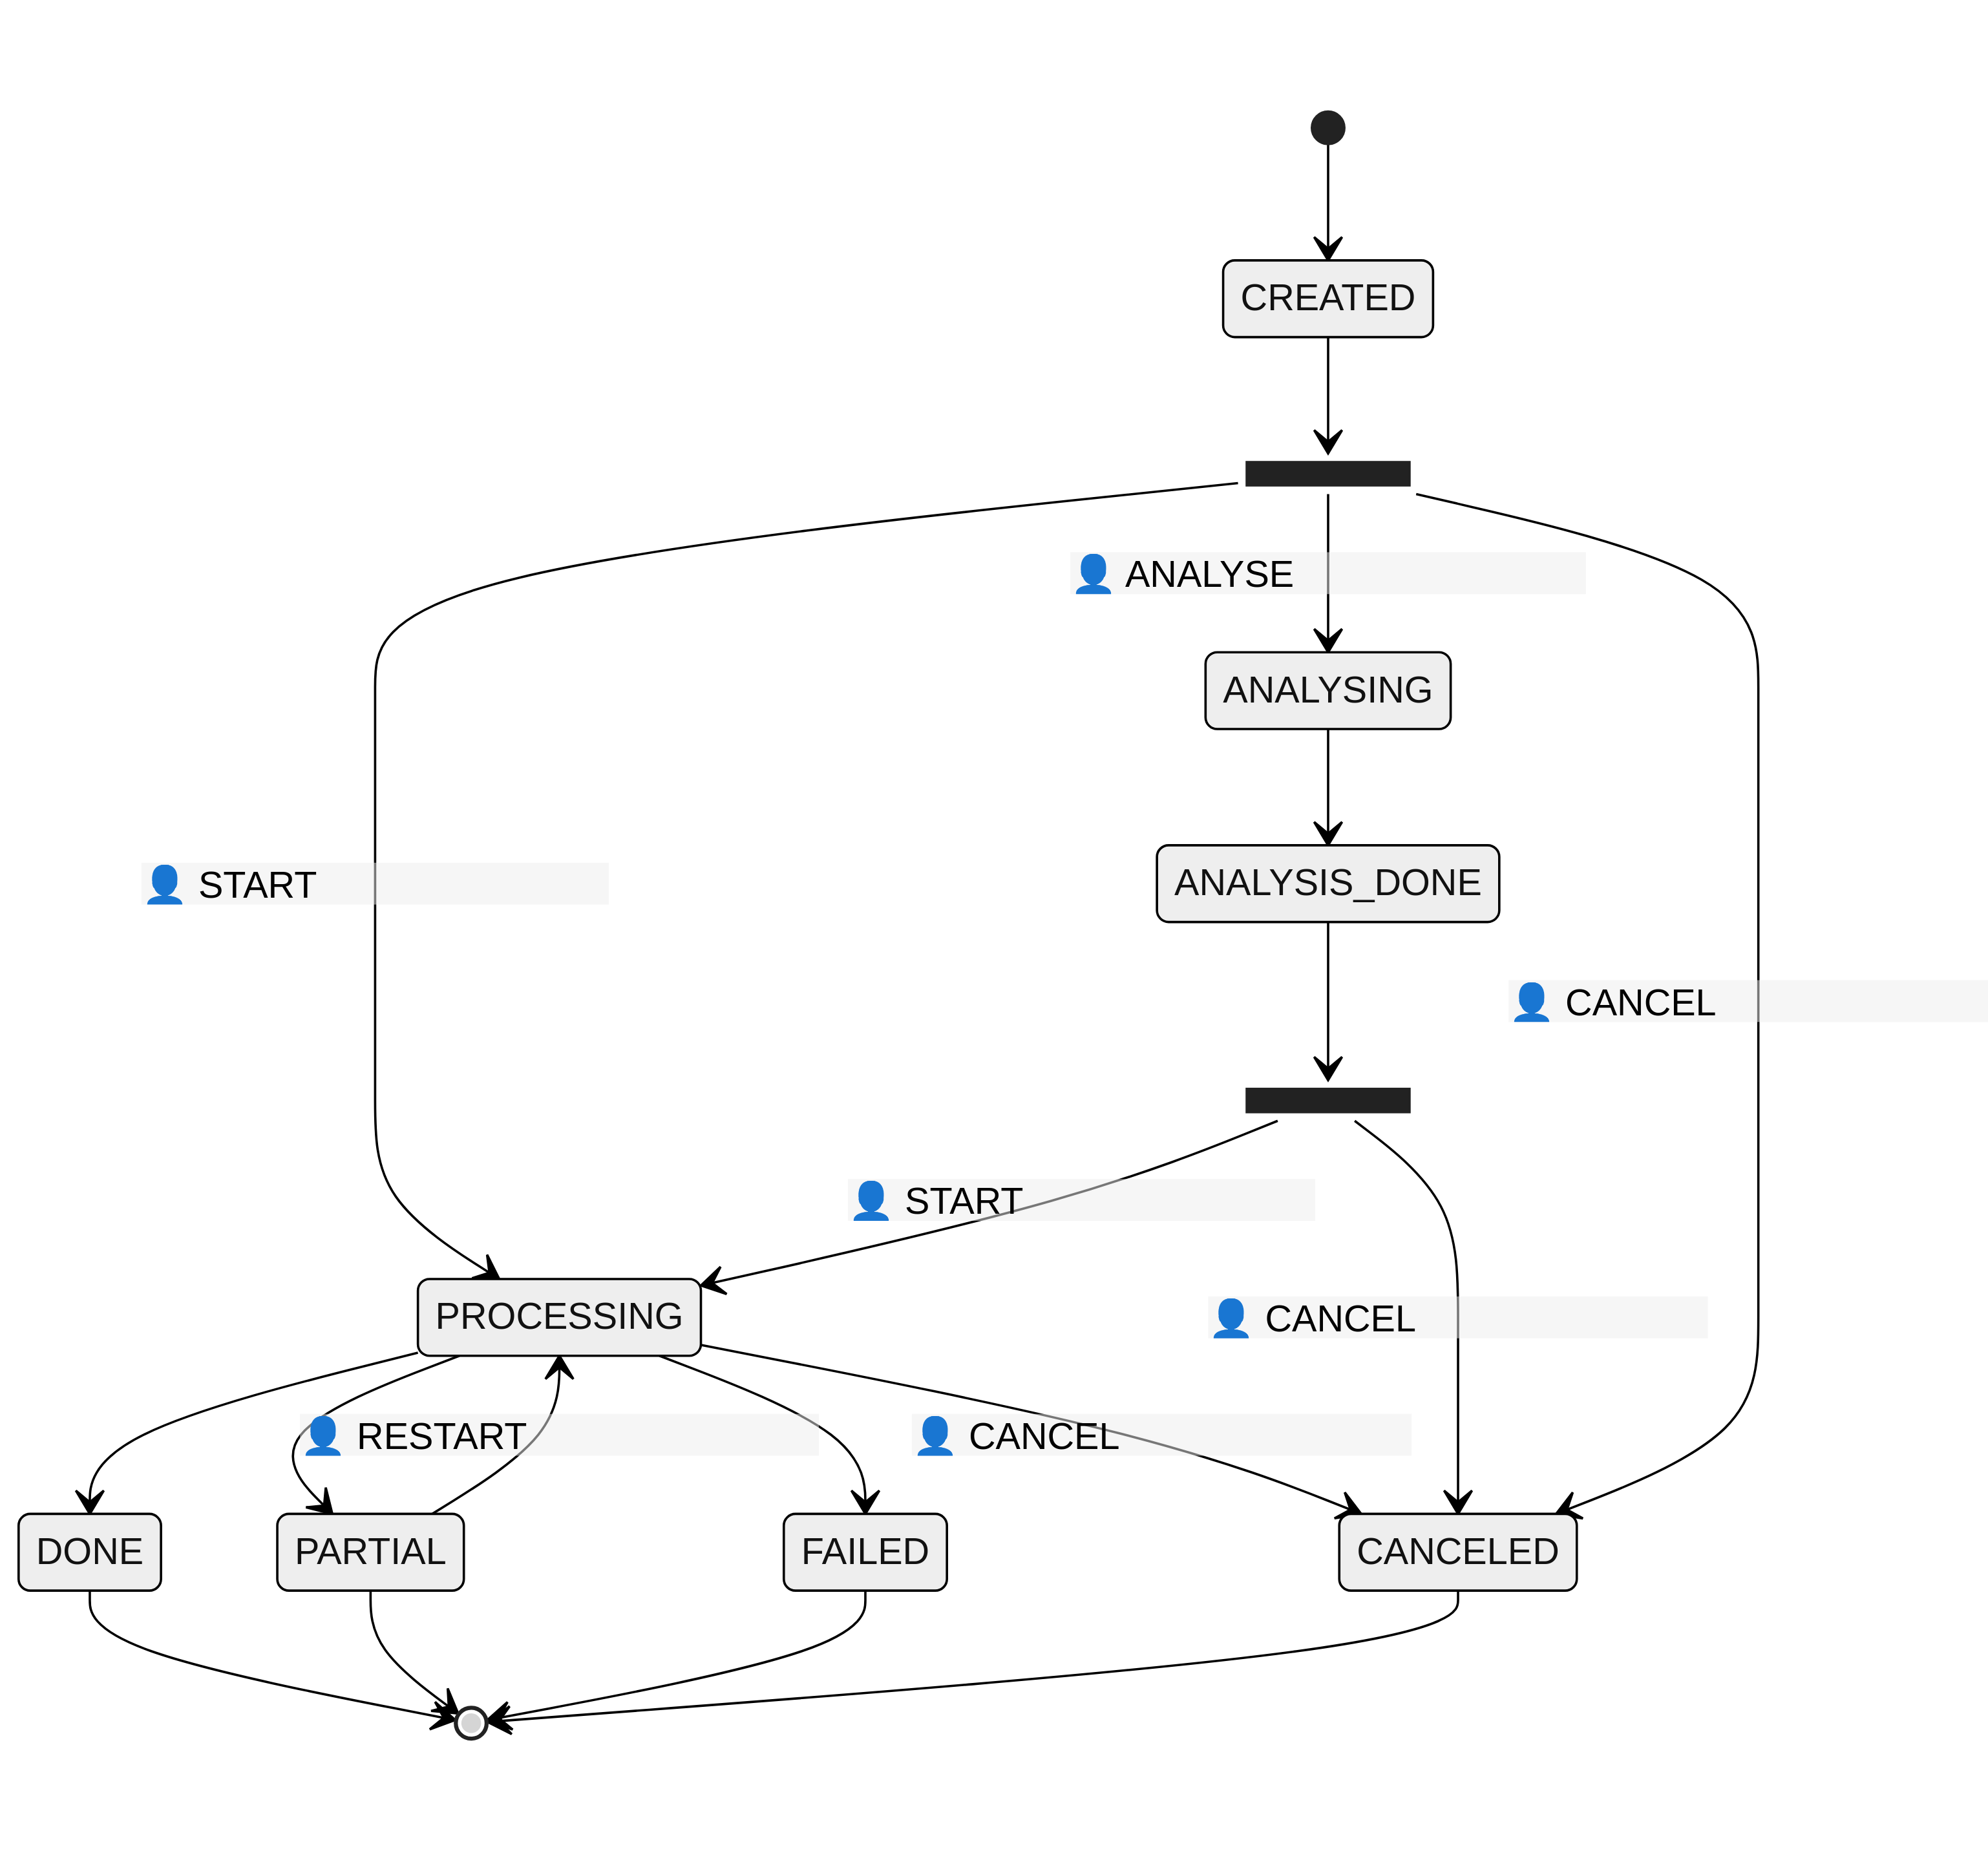 CREATED
ANALYSE
ANALYSING
START
ANALYSIS_DONE
CANCEL
START
PROCESSING
CANCEL
RESTART
CANCEL
DONE
PARTIAL
FAILED
CANCELED